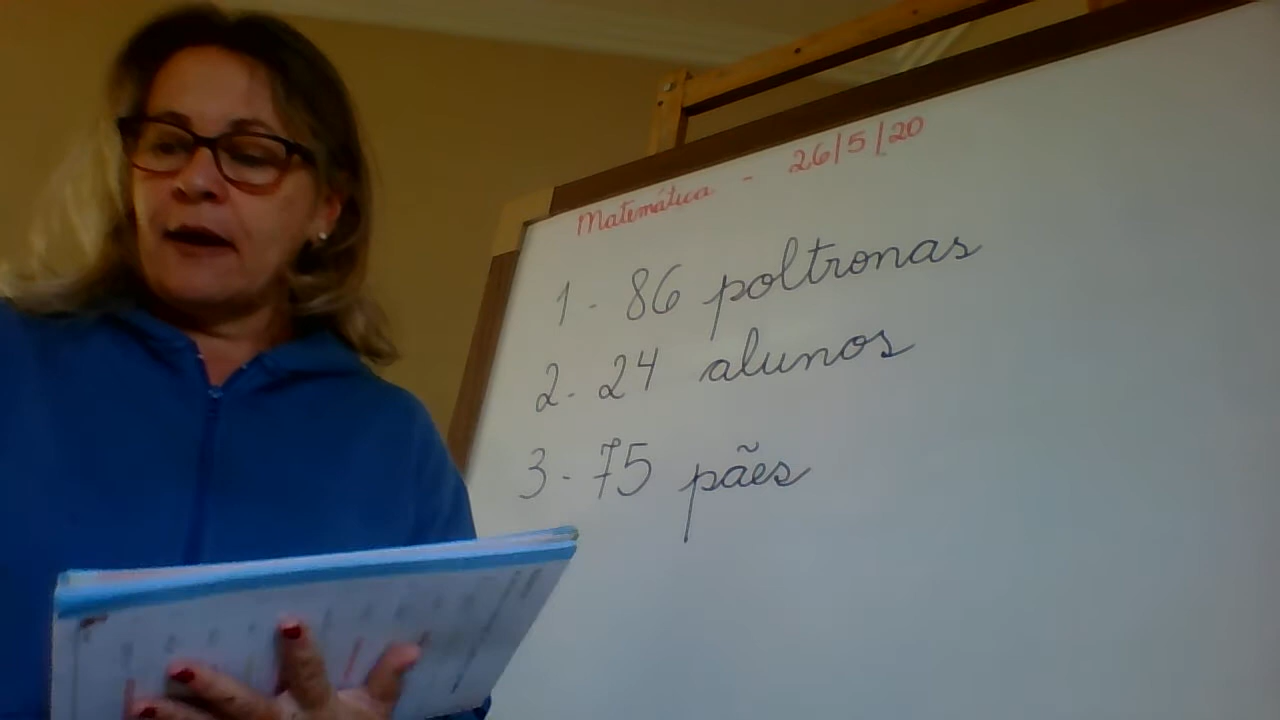 Matemática - 26/5/20
1 - 86 poltronas
2 - 24 alunos
3 - 75 pães